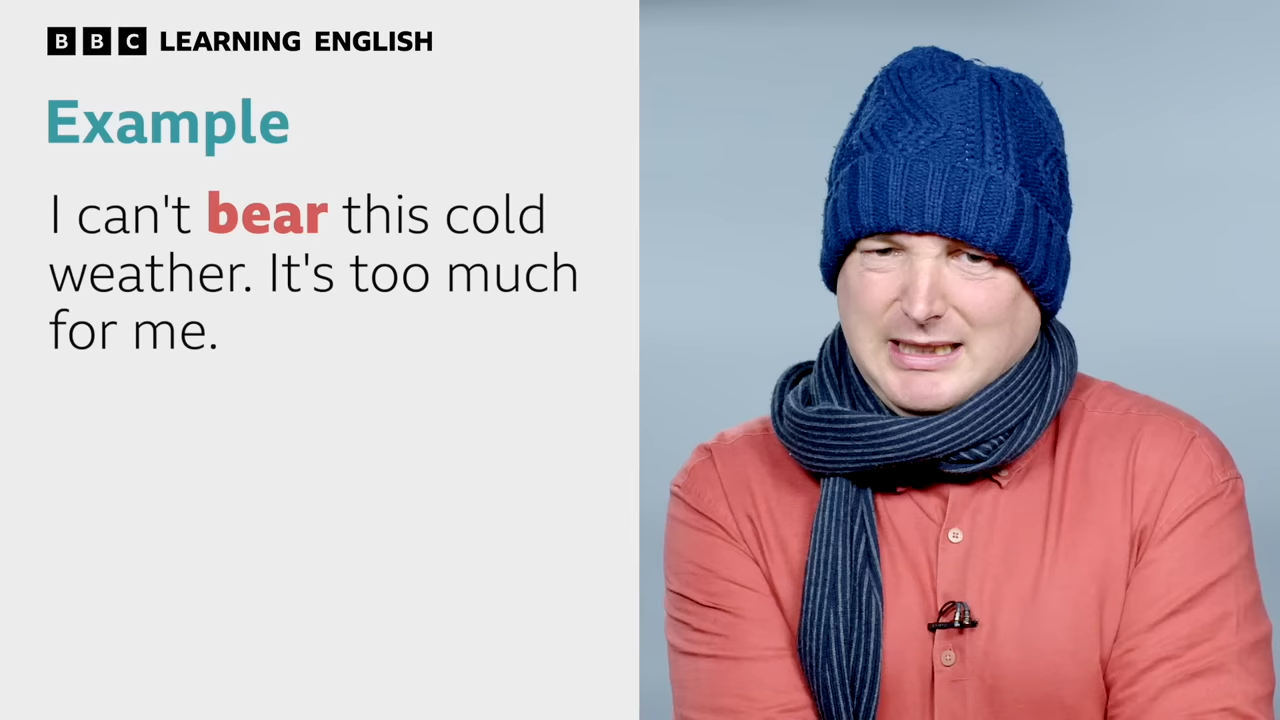 BBC LEARNING ENGLISH
Example
I can't bear this cold
weather. It's too much
for me.